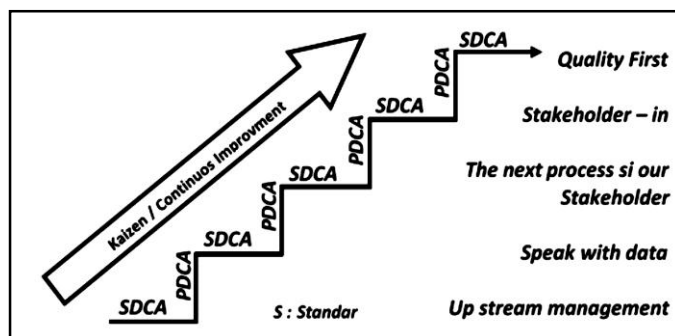 SDCA
Quality First
PDCA
SDCA
Stakeholder – in
PDCA
SDCA
The next process si our
Stakeholder
PDCA
SDCA
Speak with data
PDCA
SDCA
S : Standar
Up stream management
Kaizen / Continuos Improvment